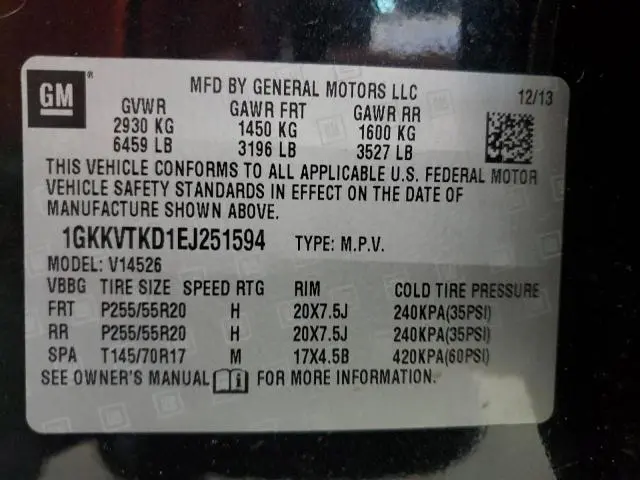 GM ®
MFD BY GENERAL MOTORS LLC
12/13
GVWR GAWR FRT GAWR RR
2930 KG 1450 KG 1600 KG
6459 LB 3196 LB 3527 LB
THIS VEHICLE CONFORMS TO ALL APPLICABLE U.S. FEDERAL MOTOR
VEHICLE SAFETY STANDARDS IN EFFECT ON THE DATE OF
MANUFACTURE SHOWN ABOVE.
1GKKVTKD1EJ251594 TYPE: M.P.V.
MODEL: V14526
VBBG TIRE SIZE SPEED RTG RIM COLD TIRE PRESSURE
FRT P255/55R20 H 20X7.5J 240KPA(35PSI)
RR P255/55R20 H 20X7.5J 240KPA(35PSI)
SPA T145/70R17 M 17X4.5B 420KPA(60PSI)
SEE OWNER'S MANUAL i FOR MORE INFORMATION.